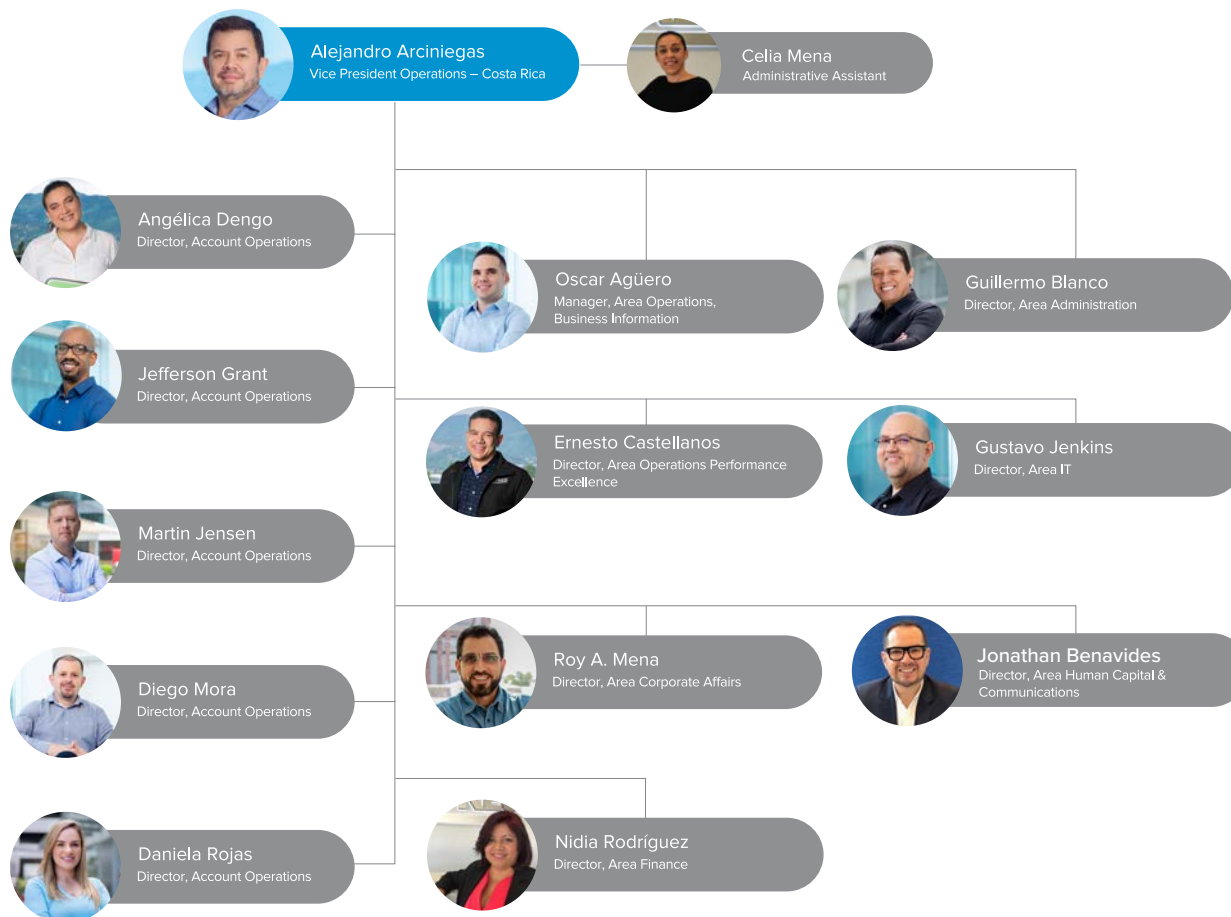 Alejandro Arciniegas
Vice President Operations – Costa Rica
Celia Mena
Administrative Assistant
Angélica Dengo
Director, Account Operations
Oscar Agüero
Manager, Area Operations,
Business Information
Guillermo Blanco
Director, Area Administration
Jefferson Grant
Director, Account Operations
Ernesto Castellanos
Director, Area Operations Performance
Excellence
Gustavo Jenkins
Director, Area IT
Martin Jensen
Director, Account Operations
Roy A. Mena
Director, Area Corporate Affairs
Jonathan Benavides
Director, Area Human Capital &
Communications
Diego Mora
Director, Account Operations
Nidia Rodríguez
Director, Area Finance
Daniela Rojas
Director, Account Operations